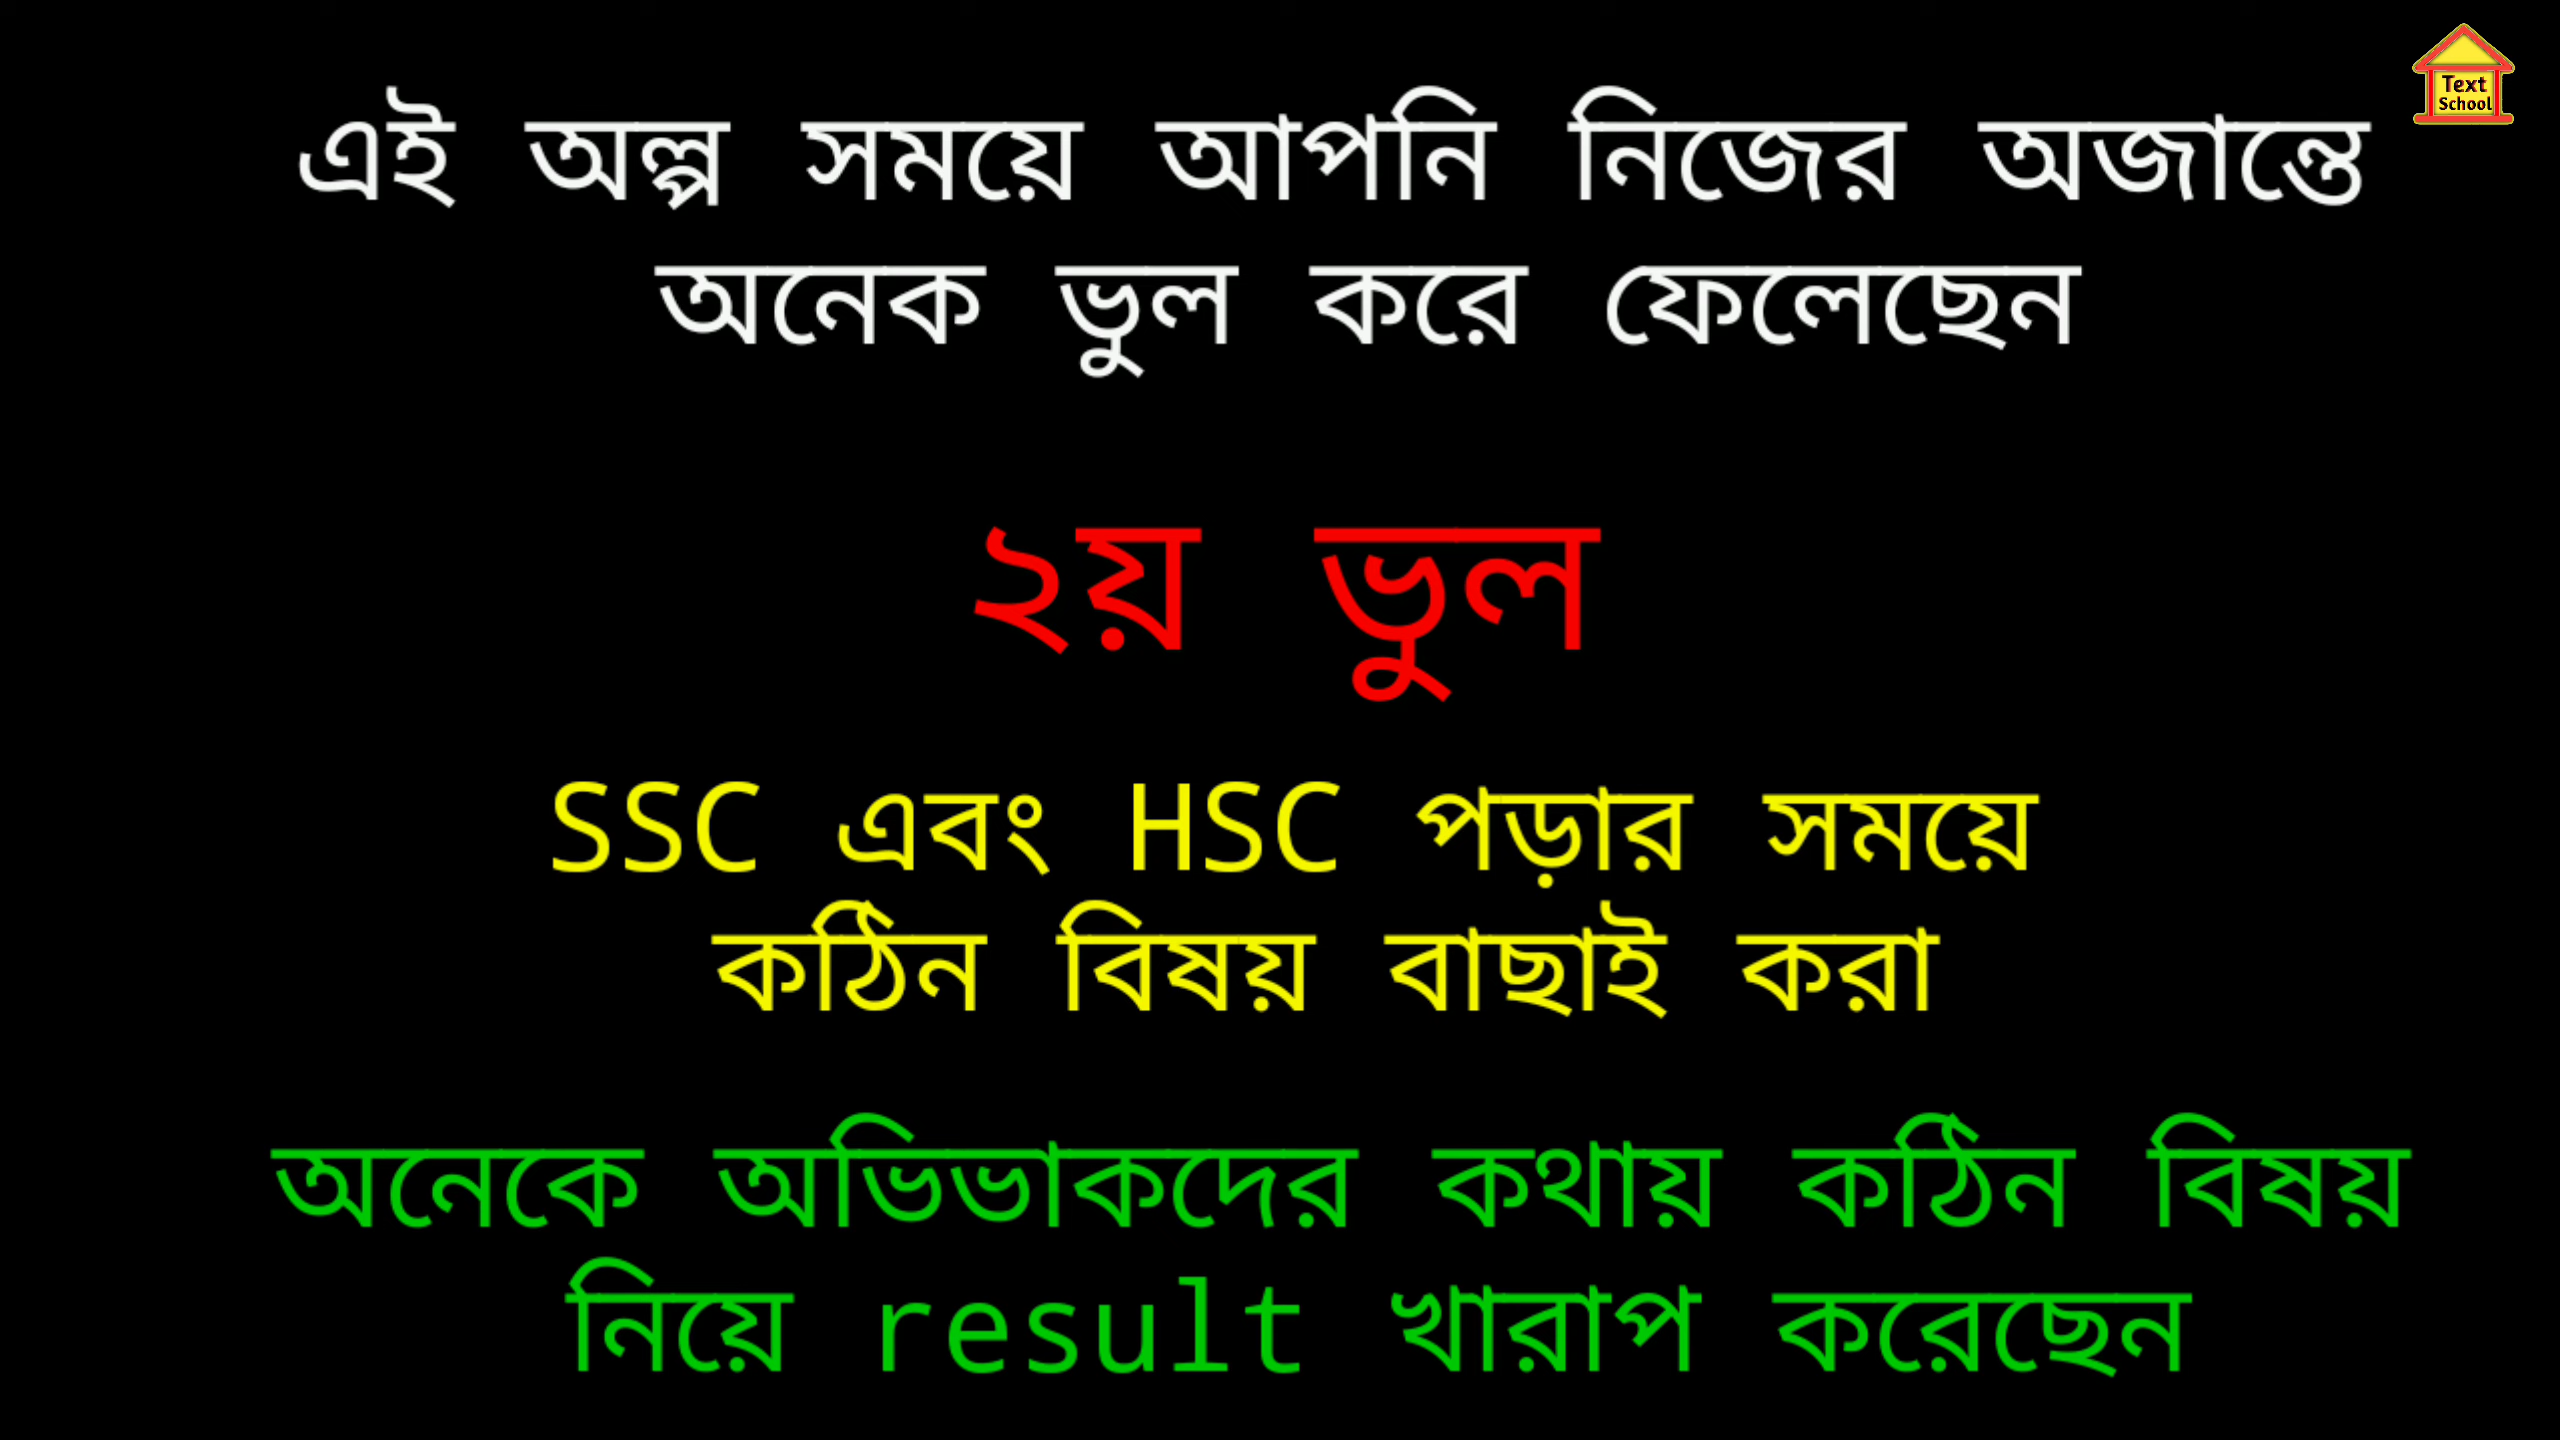 Text
School
এই অল্প সময়ে আপনি নিজের অজান্তে
অনেক ভুল করে ফেলেছেন
২য় ভুল
SSC এবং HSC পড়ার সময়ে
কঠিন বিষয় বাছাই করা
অনেকে অভিভাকদের কথায় কঠিন বিষয়
নিয়ে result খারাপ করেছেন